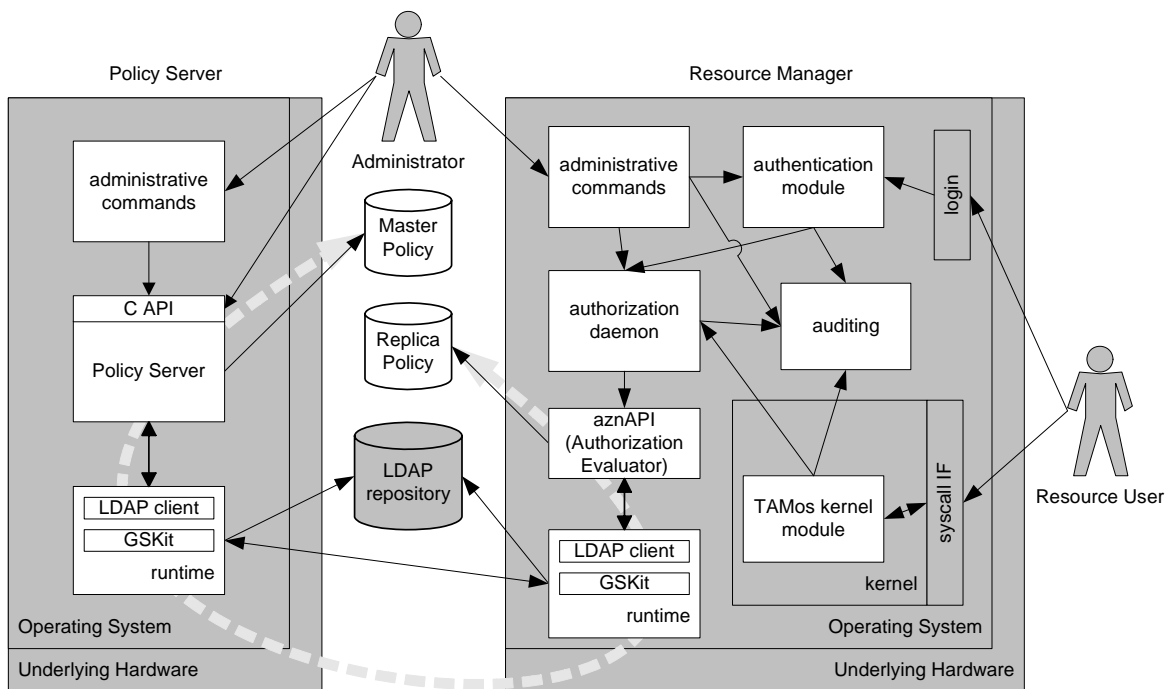 Policy Server
Resource Manager
Administrator
administrative
commands
C API
Policy Server
LDAP client
GSKit
runtime
Operating System
Underlying Hardware
Master
Policy
Replica
Policy
LDAP
repository
administrative
commands
authentication
module
login
authorization
daemon
auditing
aznAPI
(Authorization
Evaluator)
TAMos kernel
module
syscall IF
kernel
LDAP client
GSKit
runtime
Operating System
Underlying Hardware
Resource User